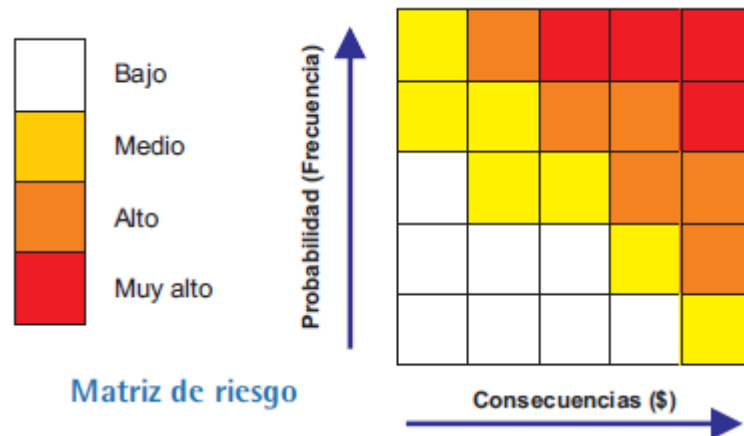 Bajo
Medio
Alto
Muy alto
Matriz de riesgo
Probabilidad (Frecuencia)
Consecuencias ($)